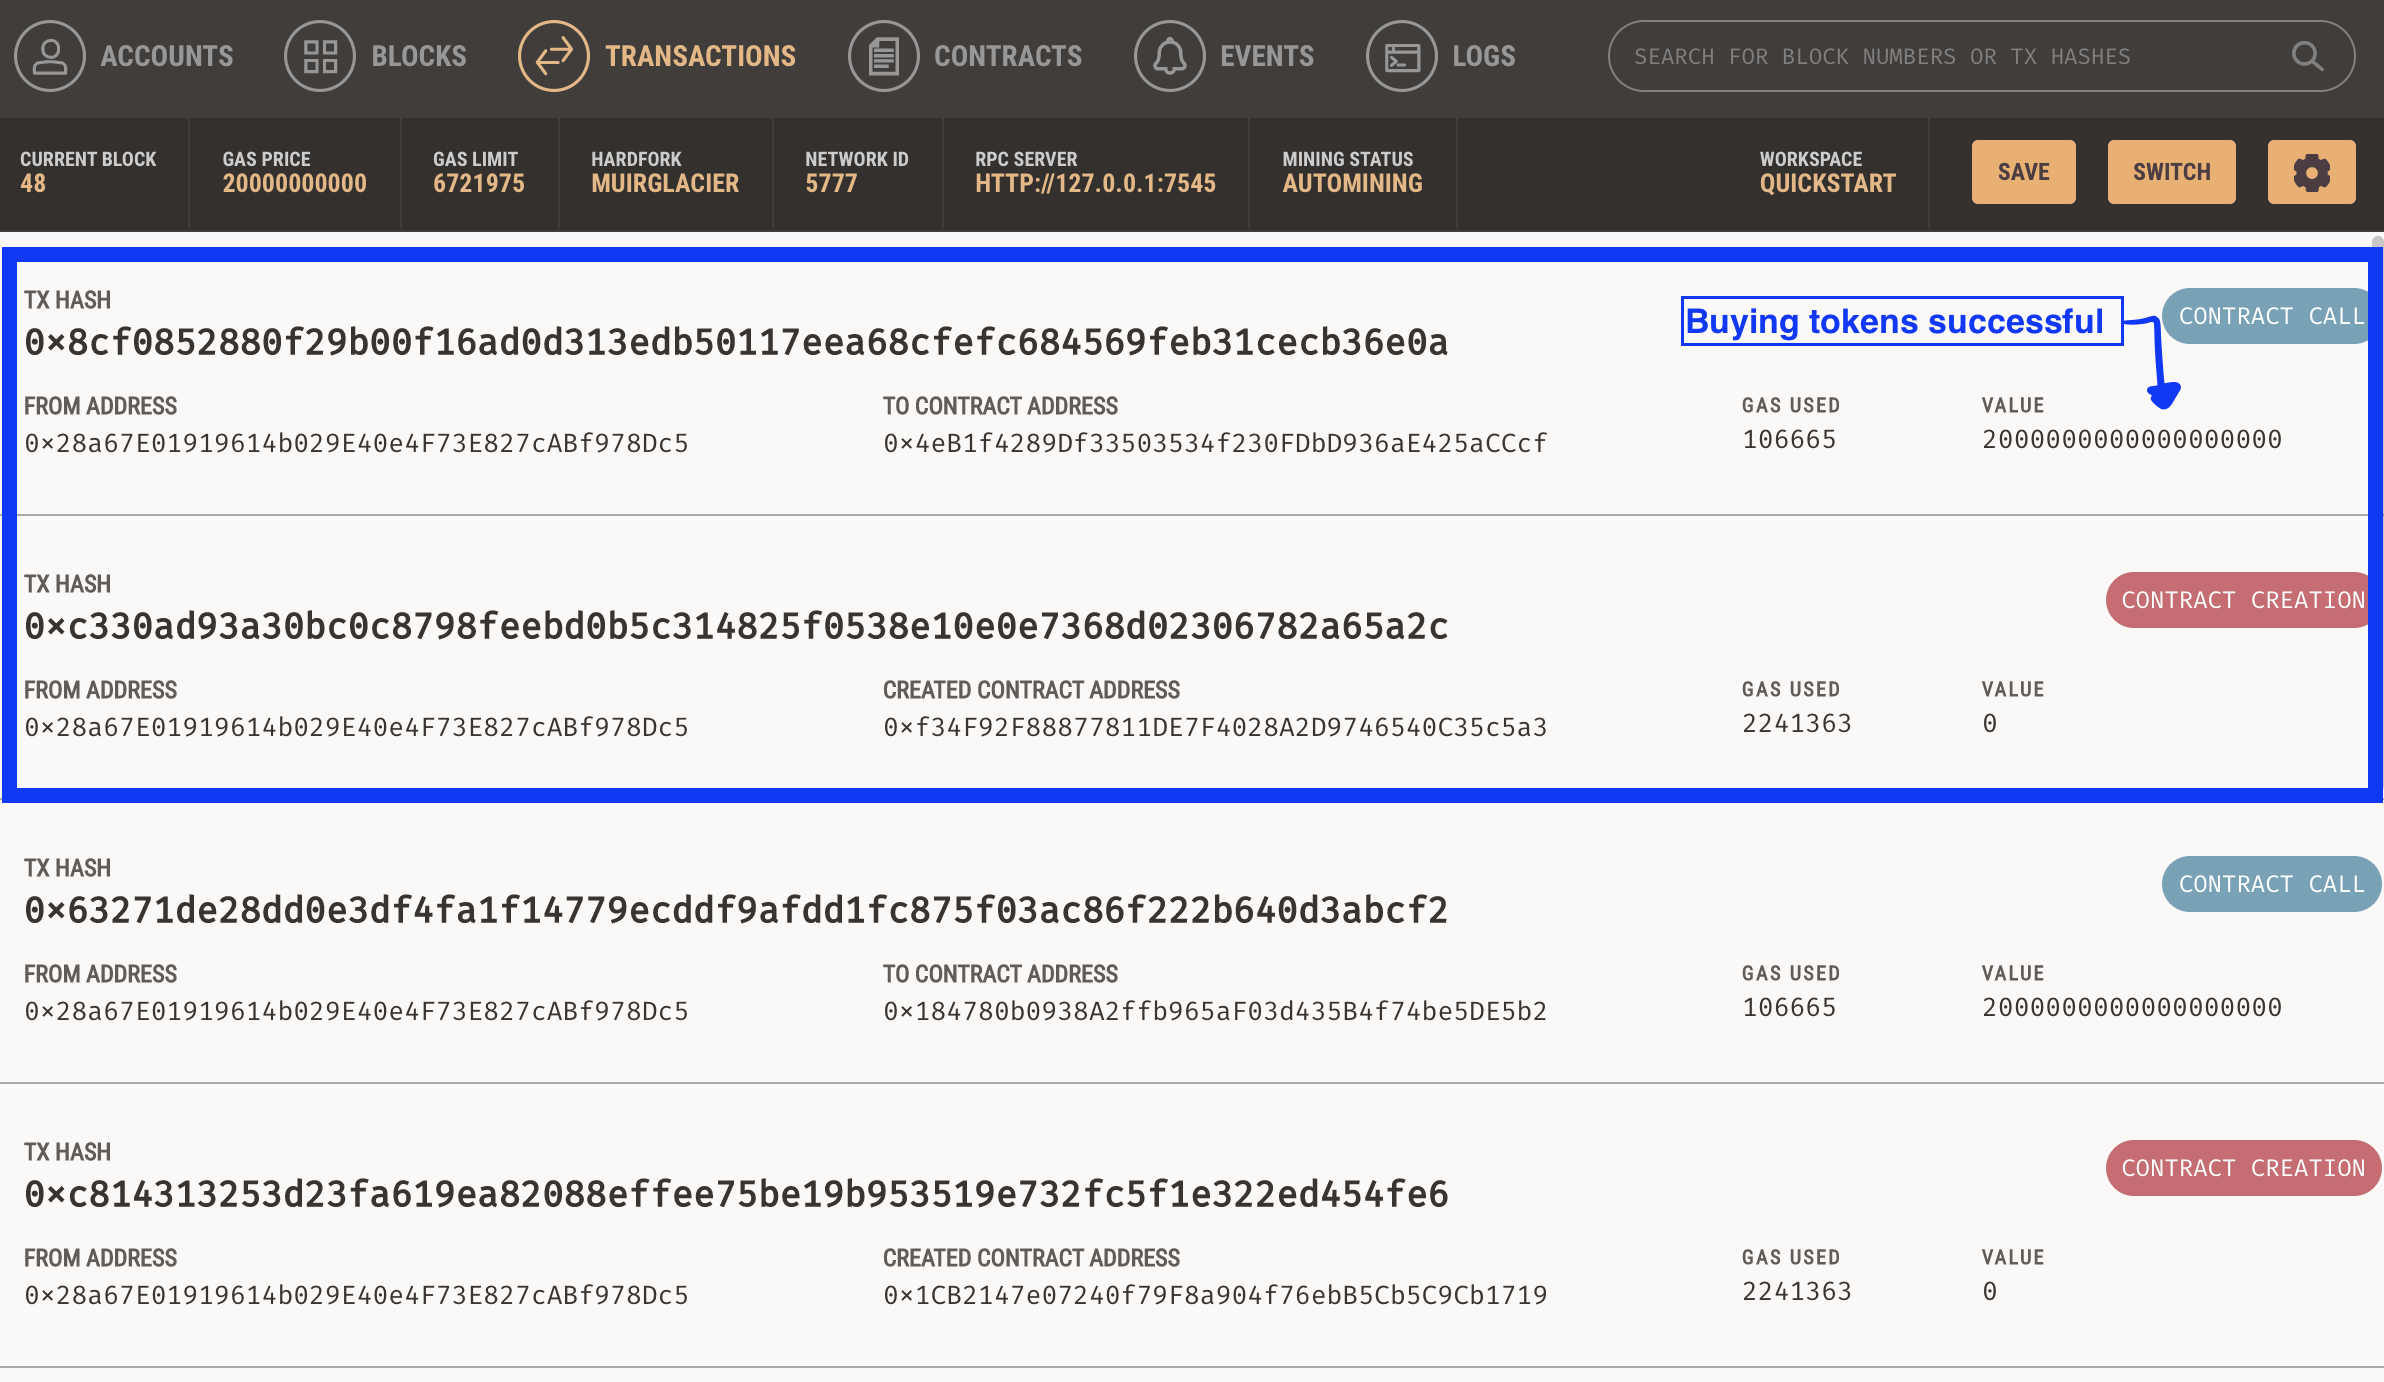 ACCOUNTS BLOCKS TRANSACTIONS CONTRACTS EVENTS LOGS SEARCH FOR BLOCK NUMBERS OR TX HASHES
CURRENT BLOCK GAS PRICE GAS LIMIT HARDFORK NETWORK ID RPC SERVER MINING STATUS WORKSPACE
48 20000000000 6721975 MUIRGLACIER 5777 HTTP://127.0.0.1:7545 AUTOMINING QUICKSTART SAVE SWITCH
TX HASH
0×8cf0852880f29b00f16ad0d313edb50117eea68cfefc684569feb31cecb36e0a
Buying tokens successful
CONTRACT CALL
FROM ADDRESS TO CONTRACT ADDRESS GAS USED VALUE
0×28a67E01919614b029E40e4F73E827cABf978Dc5 0×4eB1f4289Df33503534f230FDbD936aE425aCCcf 106665 2000000000000000000
TX HASH
0×c330ad93a30bc0c8798feebd0b5c314825f0538e10e0e7368d02306782a65a2c
CONTRACT CREATION
FROM ADDRESS CREATED CONTRACT ADDRESS GAS USED VALUE
0×28a67E01919614b029E40e4F73E827cABf978Dc5 0×f34F92F88877811DE7F4028A2D9746540C35c5a3 2241363 0
TX HASH
0×63271de28dd0e3df4fa1f14779ecddf9afdd1fc875f03ac86f222b640d3abcf2
CONTRACT CALL
FROM ADDRESS TO CONTRACT ADDRESS GAS USED VALUE
0×28a67E01919614b029E40e4F73E827cABf978Dc5 0×184780b0938A2ffb965aF03d435B4f74be5DE5b2 106665 2000000000000000000
TX HASH
0×c814313253d23fa619ea82088effee75be19b953519e732fc5f1e322ed454fe6
CONTRACT CREATION
FROM ADDRESS CREATED CONTRACT ADDRESS GAS USED VALUE
0×28a67E01919614b029E40e4F73E827cABf978Dc5 0×1CB2147e07240f79F8a904f76ebB5Cb5C9Cb1719 2241363 0